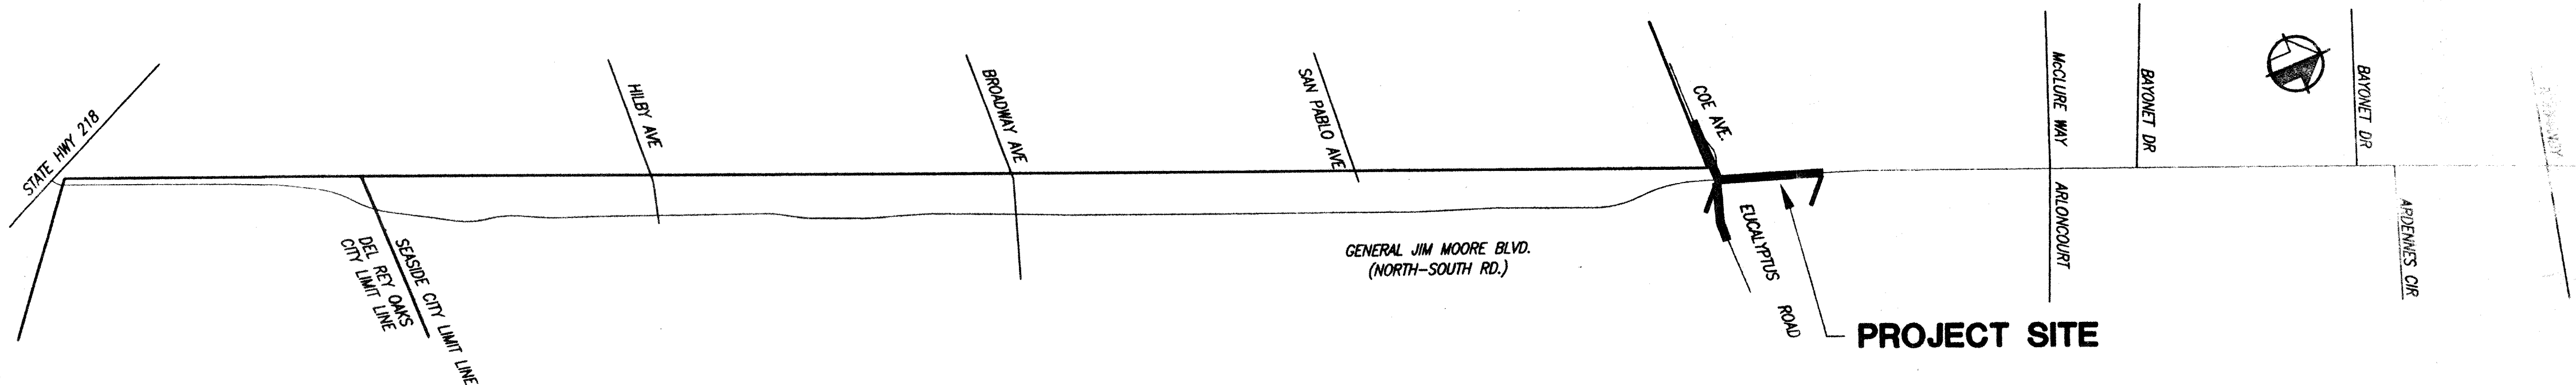 STATE HWY 218
HILBY AVE
BROADWAY AVE
SAN PABLO AVE
COE AVE.
McCLURE WAY
BAYONET DR
BAYONET DR
SEASIDE CITY LIMIT LINE
DEL REY OAKS
CITY LIMIT LINE
GENERAL JIM MOORE BLVD.
(NORTH-SOUTH RD.)
EUCALYPTUS ROAD
ARLONCOURT
ARDENNES CIR
PROJECT SITE